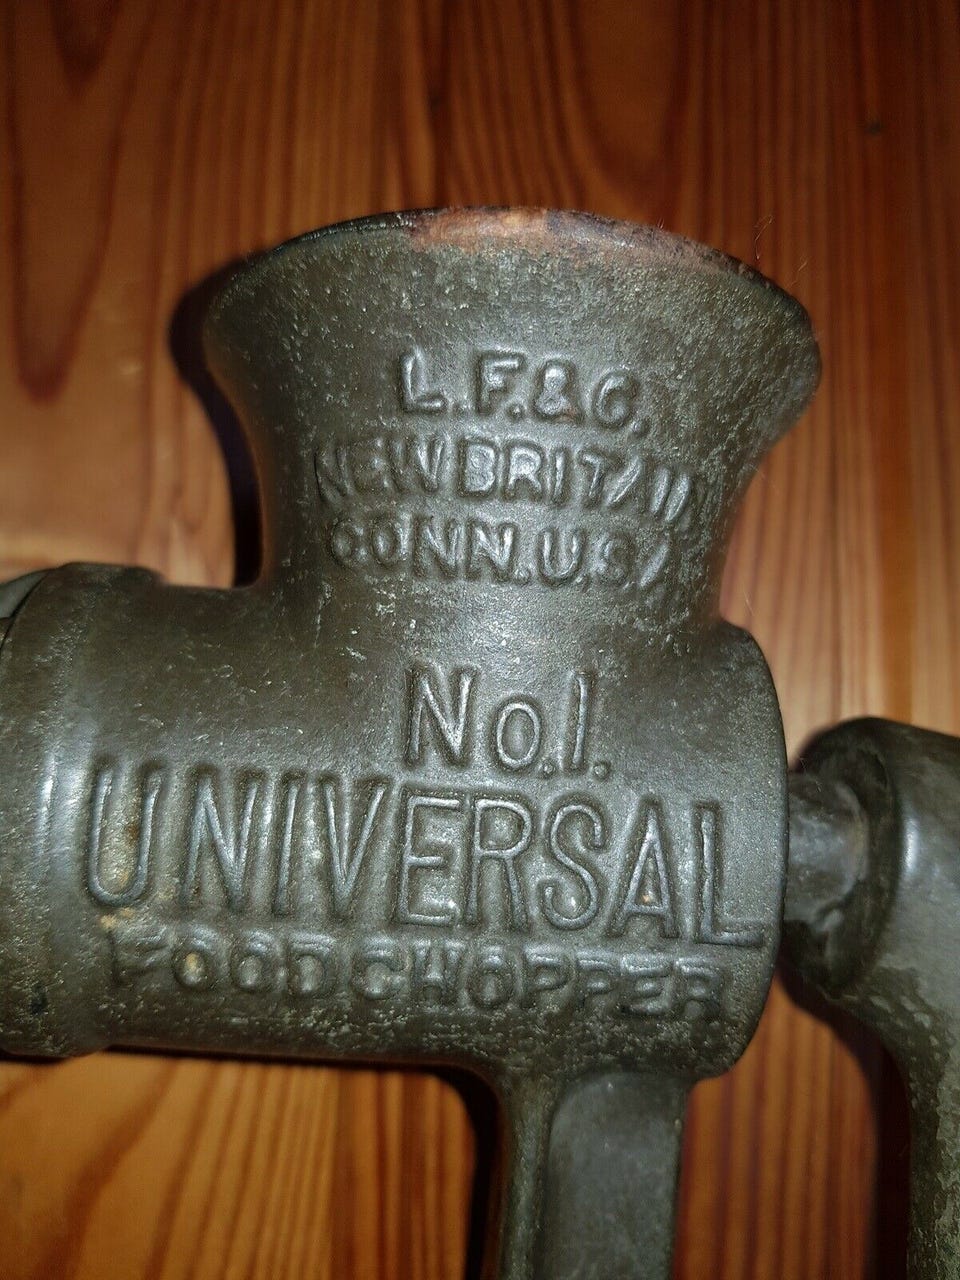 L.F.&C.
NEW BRITAIN
CONN.U.S.A.
No.1.
UNIVERSAL
FOOD CHOPPER